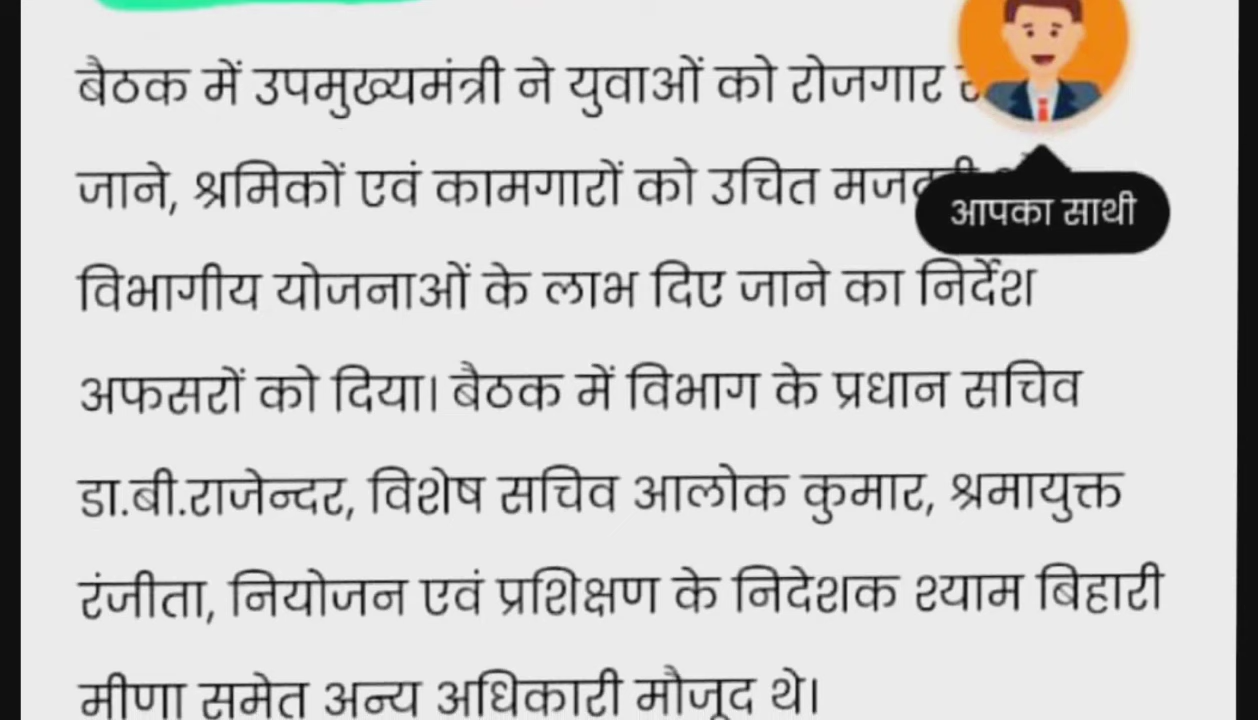 बैठक में उपमुख्यमंत्री ने युवाओं को रोजगार
जाने, श्रमिकों एवं कामगारों को उचित
आपका साथी
विभागीय योजनाओं के लाभ दिए जाने का निर्देश
अफसरों को दिया। बैठक में विभाग के प्रधान सचिव
डा.बी.राजेन्दर, विशेष सचिव आलोक कुमार, श्रमायुक्त
रंजीता, नियोजन एवं प्रशिक्षण के निदेशक श्याम बिहारी
मीणा समेत अन्य अधिकारी मौजूद थे।